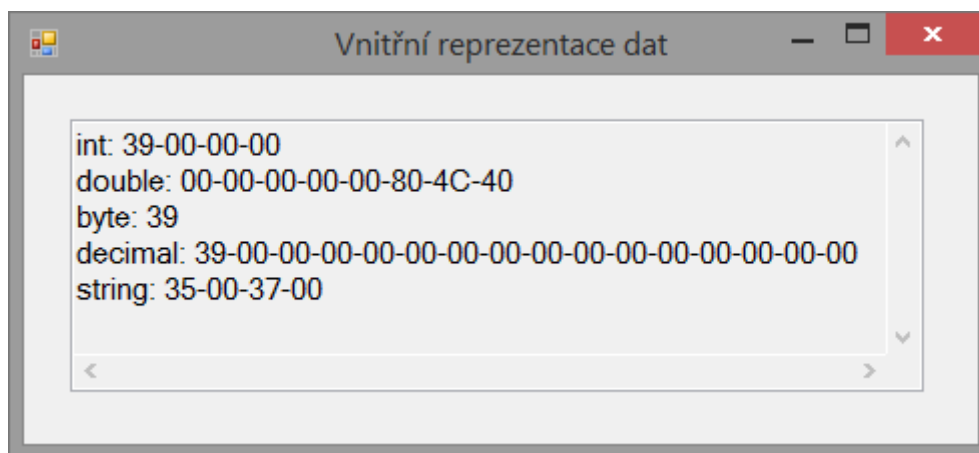 Vnitřní reprezentace dat
int: 39-00-00-00
double: 00-00-00-00-00-80-4C-40
byte: 39
decimal: 39-00-00-00-00-00-00-00-00-00-00-00-00-00-00-00
string: 35-00-37-00